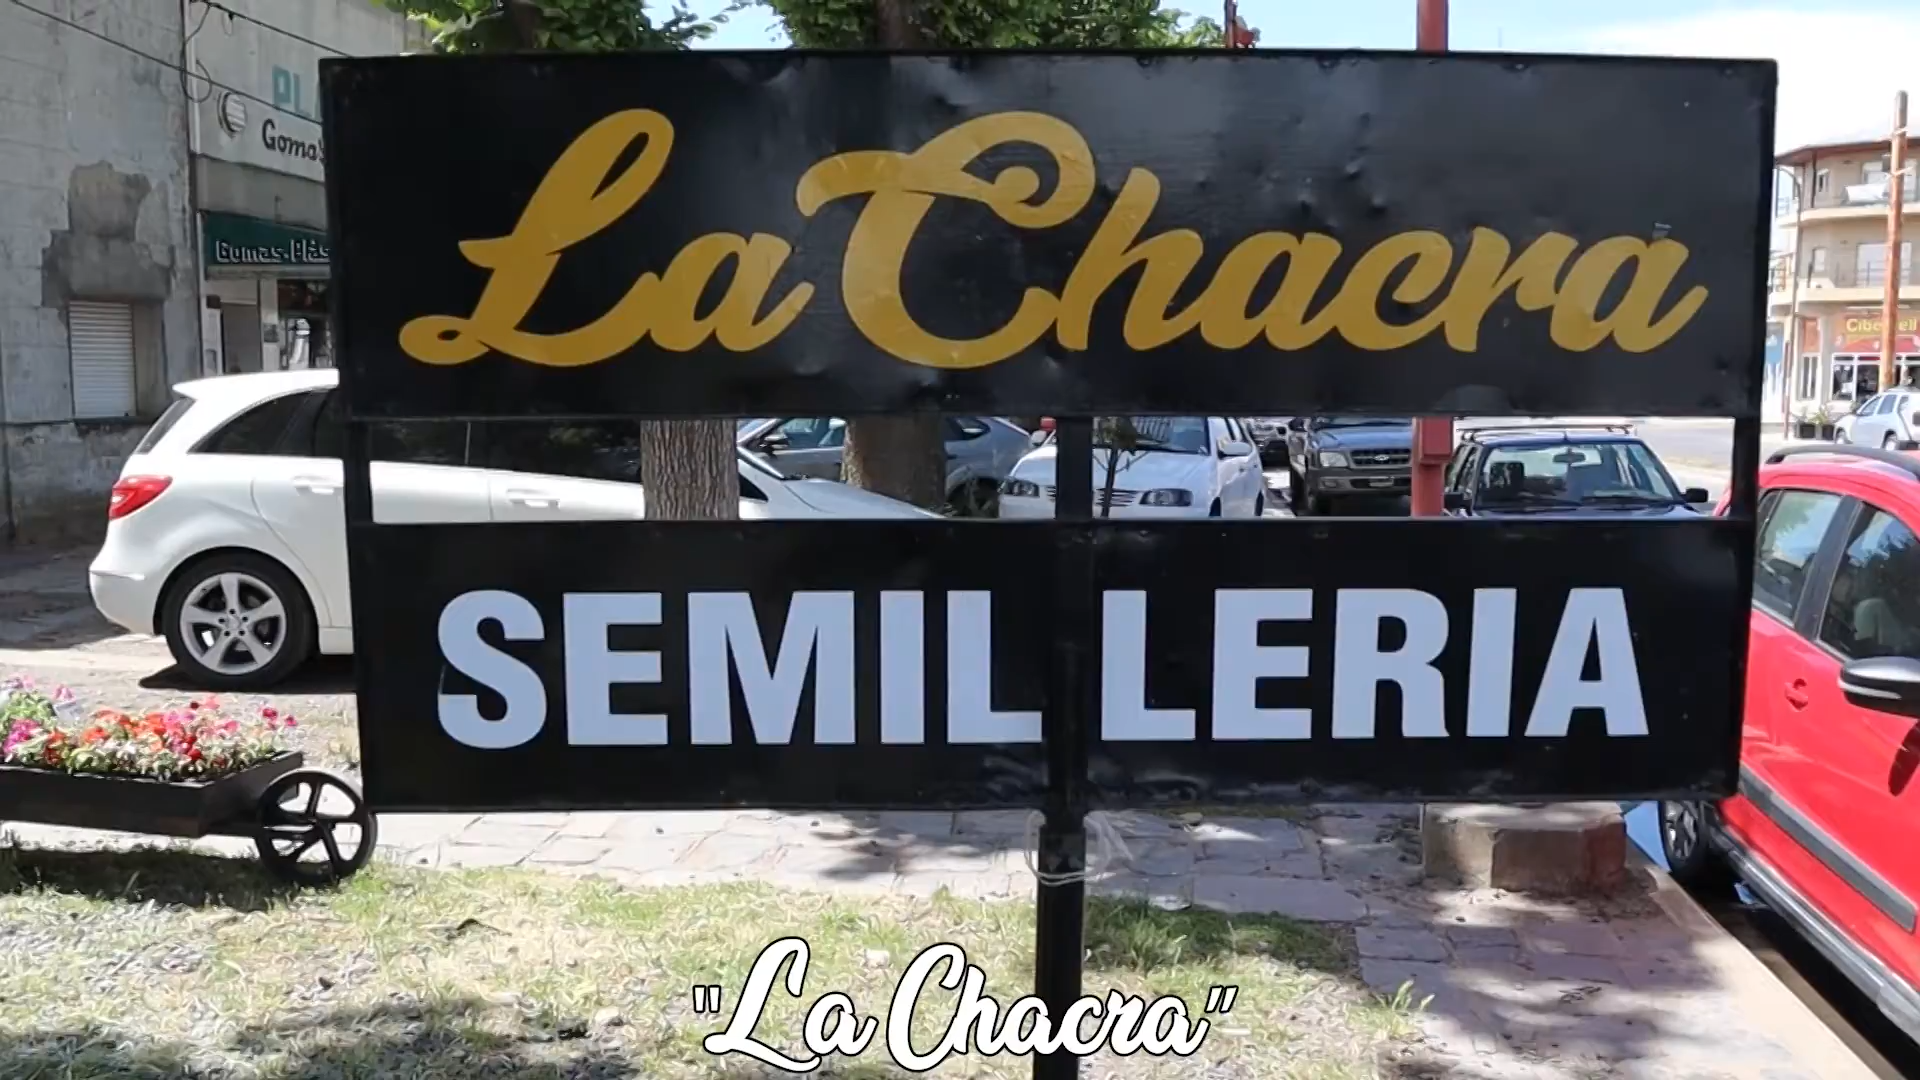 Gomas
Gomas.Plás
La Chacra
SEMILLERIA
"La Chacra"